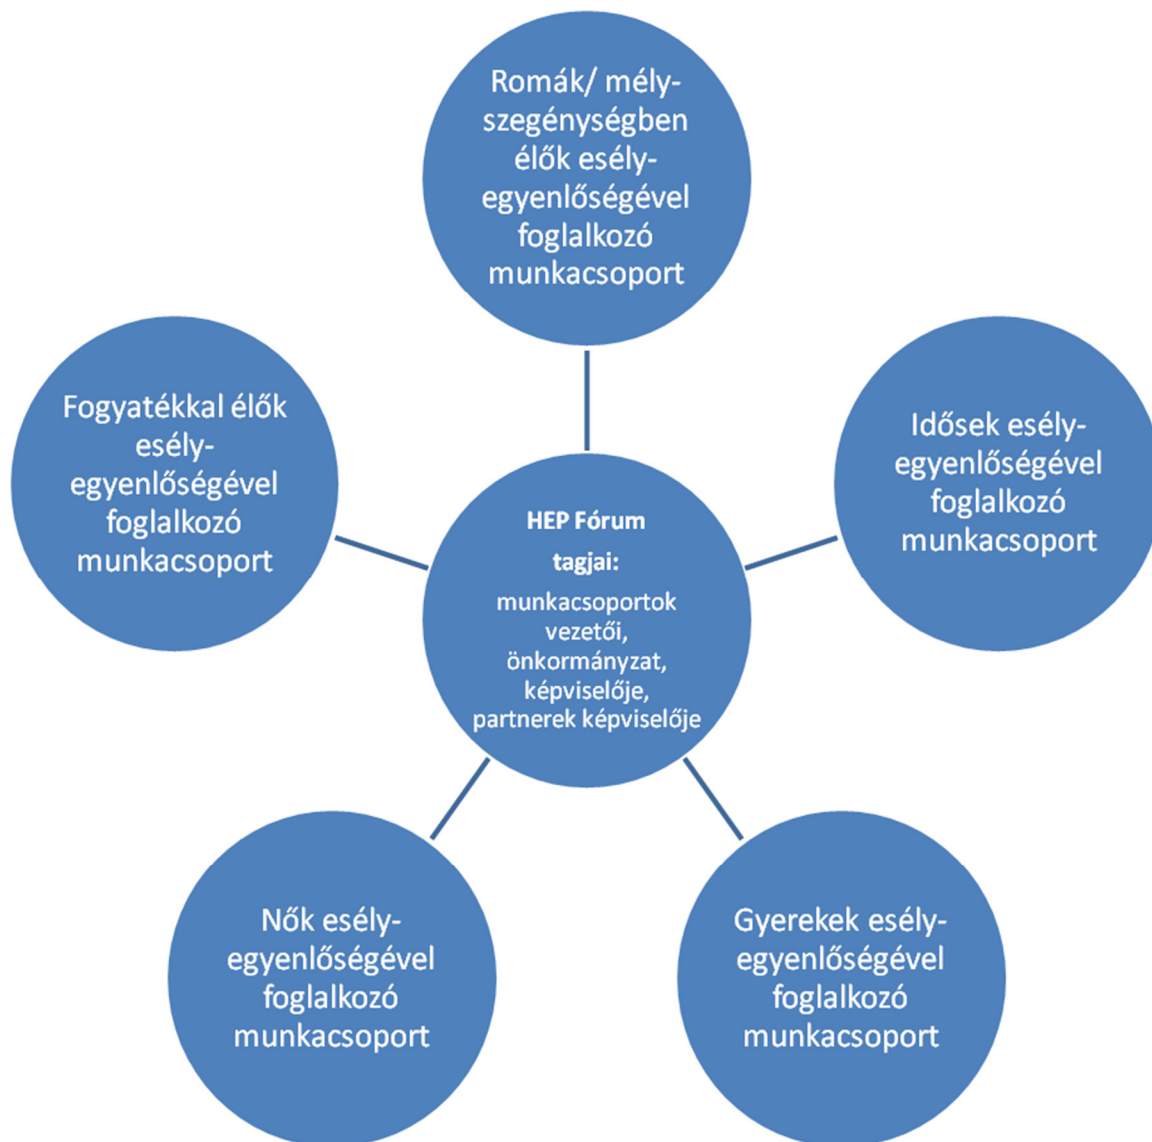 Romák/ mély-
szegénységben
élők esély-
egyenlőségével
foglalkozó
munkacsoport
Fogyatékkal élők
esély-
egyenlőségével
foglalkozó
munkacsoport
Idősek esély-
egyenlőségével
foglalkozó
munkacsoport
HEP Fórum
tagjai:
munkacsoportok
vezetői,
önkormányzat,
képviselője,
partnerek képviselője
Nők esély-
egyenlőségével
foglalkozó
munkacsoport
Gyerekek esély-
egyenlőségével
foglalkozó
munkacsoport